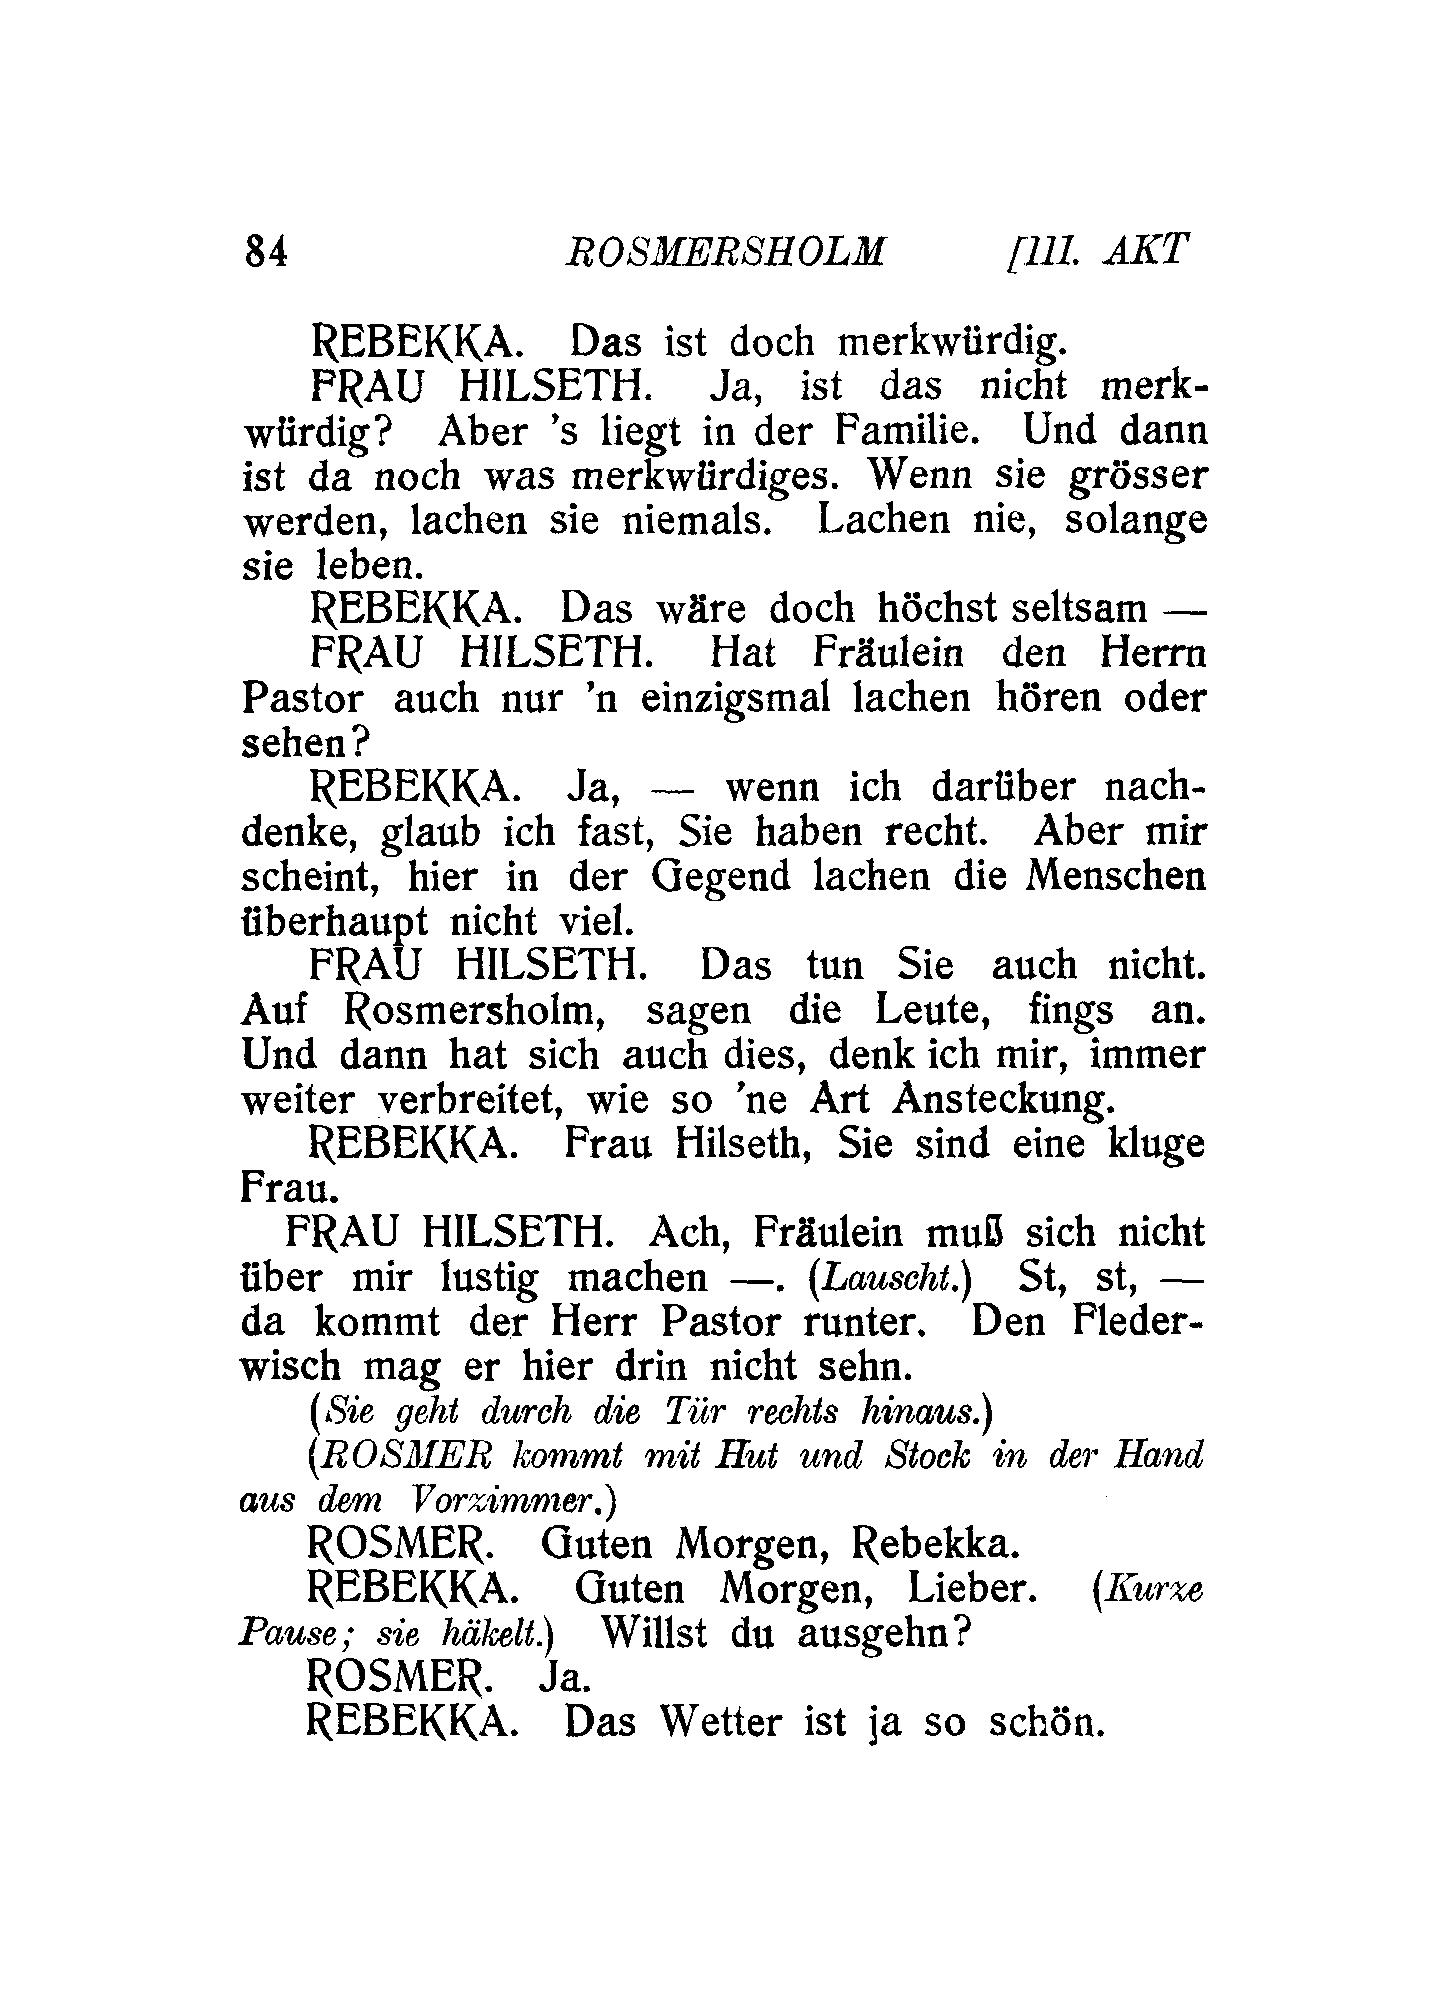 84 ROSMERSHOLM [III. AKT
REBEKKA. Das ist doch merkwürdig.
FRAU HILSETH. Ja, ist das nicht merk-
würdig? Aber 's liegt in der Familie. Und dann
ist da noch was merkwürdiges. Wenn sie grösser
werden, lachen sie niemals. Lachen nie, solange
sie leben.
REBEKKA. Das wäre doch höchst seltsam —
FRAU HILSETH. Hat Fräulein den Herrn
Pastor auch nur 'n einzigsmal lachen hören oder
sehen?
REBEKKA. Ja, — wenn ich darüber nach-
denke, glaub ich fast, Sie haben recht. Aber mir
scheint, hier in der Gegend lachen die Menschen
überhaupt nicht viel.
FRAU HILSETH. Das tun Sie auch nicht.
Auf Rosmersholm, sagen die Leute, fings an.
Und dann hat sich auch dies, denk ich mir, immer
weiter verbreitet, wie so 'ne Art Ansteckung.
REBEKKA. Frau Hilseth, Sie sind eine kluge
Frau.
FRAU HILSETH. Ach, Fräulein muß sich nicht
über mir lustig machen —. (Lauscht.) St, st, —
da kommt der Herr Pastor runter. Den Fleder-
wisch mag er hier drin nicht sehn.
(Sie geht durch die Tür rechts hinaus.)
(ROSMER kommt mit Hut und Stock in der Hand
aus dem Vorzimmer.)
ROSMER. Guten Morgen, Rebekka.
REBEKKA. Guten Morgen, Lieber. (Kurze
Pause; sie häkelt.) Willst du ausgehn?
ROSMER. Ja.
REBEKKA. Das Wetter ist ja so schön.